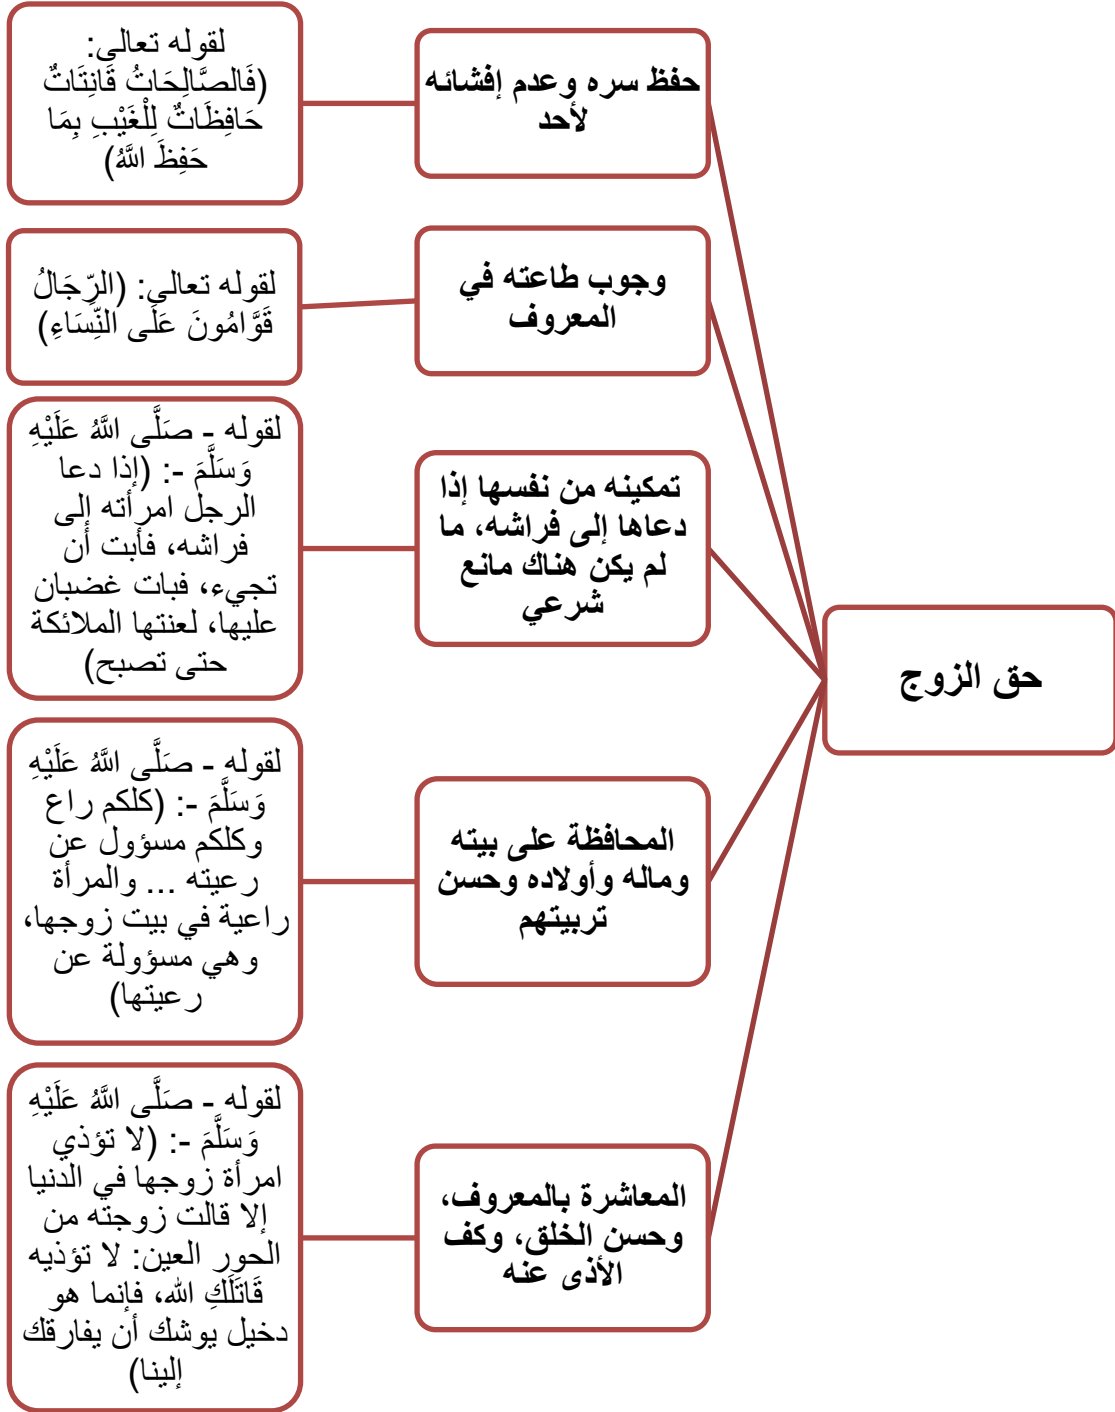 حق الزوج
حفظ سره وعدم إفشائه
لأحد
لقوله تعالى:
(فَالصَّالِحَاتُ قَانِتَاتٌ
حَافِظَاتٌ لِلْغَيْبِ بِمَا
حَفِظَ اللَّهُ)
وجوب طاعته في
المعروف
لقوله تعالى: (الرِّجَالُ
قَوَّامُونَ عَلَى النِّسَاءِ)
تمكينه من نفسها إذا
دعاها إلى فراشه، ما
لم يكن هناك مانع
شرعي
لقوله - صَلَّى اللَّهُ عَلَيْهِ
وَسَلَّمَ -: (إذا دعا
الرجل امرأته إلى
فراشه، فأبت أن
تجيء، فبات غضبان
عليها، لعنتها الملائكة
حتى تصبح)
المحافظة على بيته
وماله وأولاده وحسن
تربيتهم
لقوله - صَلَّى اللَّهُ عَلَيْهِ
وَسَلَّمَ -: (كلكم راع
وكلكم مسؤول عن
رعيته ... والمرأة
راعية في بيت زوجها،
وهي مسؤولة عن
رعيتها)
المعاشرة بالمعروف،
وحسن الخلق، وكف
الأذى عنه
لقوله - صَلَّى اللَّهُ عَلَيْهِ
وَسَلَّمَ -: (لا تؤذي
امرأة زوجها في الدنيا
إلا قالت زوجته من
الحور العين: لا تؤذيه
قَاتَلَكِ الله، فإنما هو
دخيل يوشك أن يفارقك
إلينا)